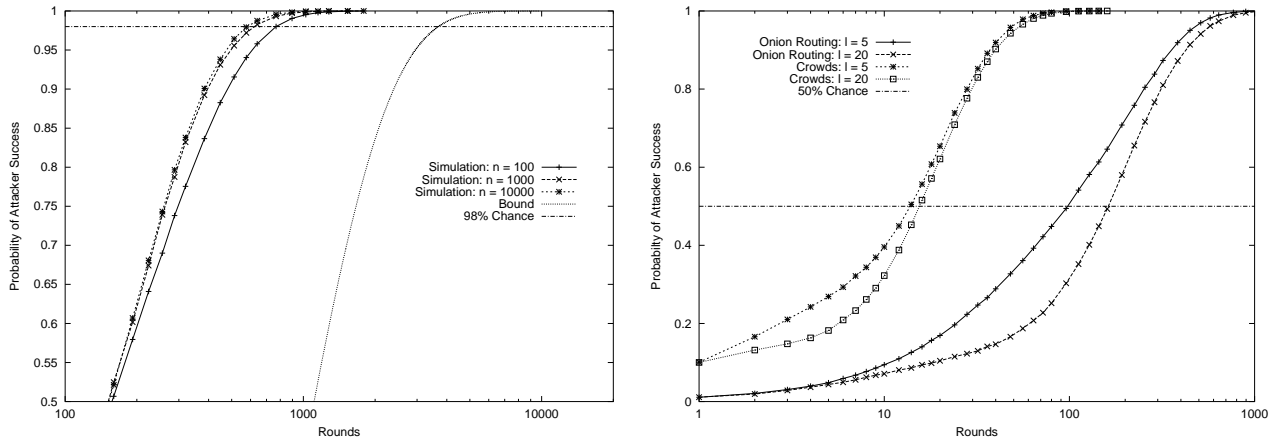 Probability of Attacker Success
1
0.95
0.9
0.85
0.8
0.75
0.7
0.65
0.6
0.55
0.5
Simulation: n = 100
Simulation: n = 1000
Simulation: n = 10000
Bound
98% Chance
100
1000
10000
Rounds
Probability of Attacker Success
1
0.8
0.6
0.4
0.2
0
Onion Routing: l = 5
Onion Routing: l = 20
Crowds: l = 5
Crowds: l = 20
50% Chance
1
10
100
1000
Rounds